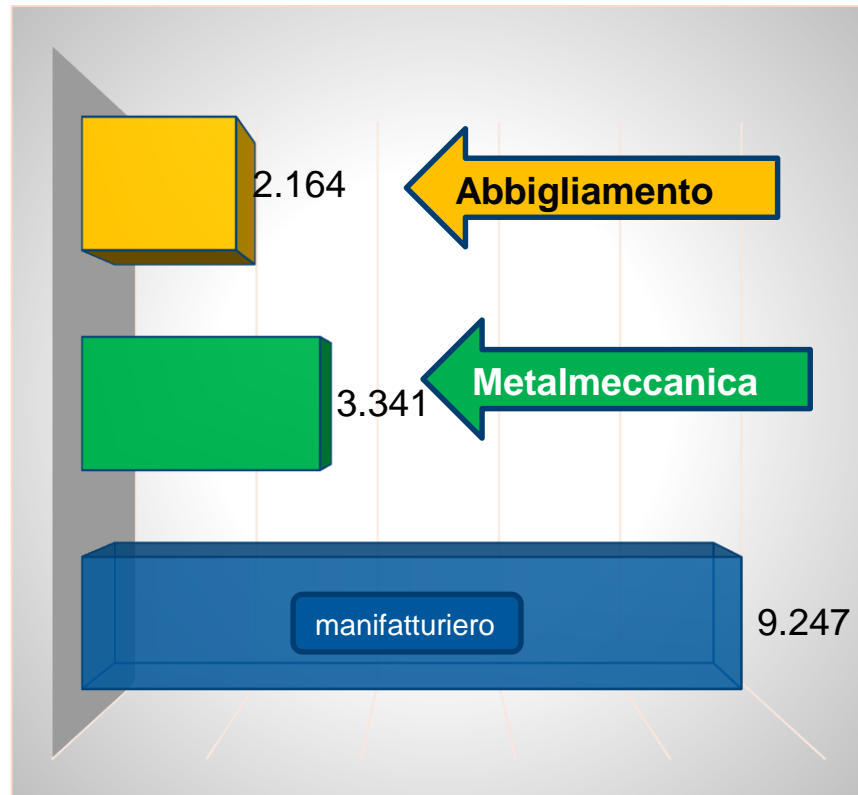 2.164
Abbigliamento
3.341
Metalmeccanica
manifatturiero
9.247